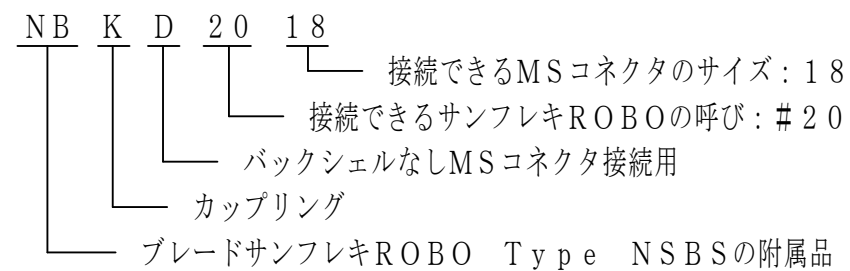 ＮＢ Ｋ Ｄ ２０ １８
接続できるＭＳコネクタのサイズ：１８
接続できるサンフレキＲＯＢＯの呼び：＃２０
バックシェルなしＭＳコネクタ接続用
カップリング
ブレードサンフレキＲＯＢＯ　Ｔｙｐｅ　ＮＳＢＳの附属品